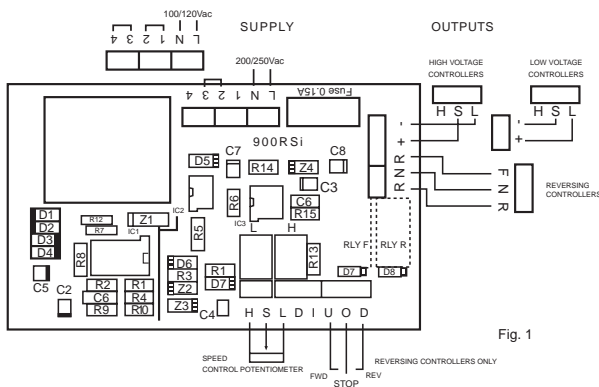 100/120Vac
SUPPLY
OUTPUTS
4 3 2 1 N L
HIGH VOLTAGE CONTROLLERS
LOW VOLTAGE CONTROLLERS
200/250Vac
H S L
H S L
4 3 2 1 N L
Fuse 0.15A
-
+
-
+
900RSi
C7
C8
D5
R14
Z4
R
N
R
F
N
R
REVERSING CONTROLLERS
C3
IC2
R6
C6
R15
IC3
D1
D2
D3
D4
R12
R7
Z1
IC1
R5
L H
RLY F
RLY R
R8
R13
C5
D6
R3
Z2
R1
D7
D7
D8
C2
R2
C6
R9
R1
R4
R10
Z3
C4
H S L D I U O D
Fig. 1
SPEED CONTROL POTENTIOMETER
FWD
STOP
REV
REVERSING CONTROLLERS ONLY